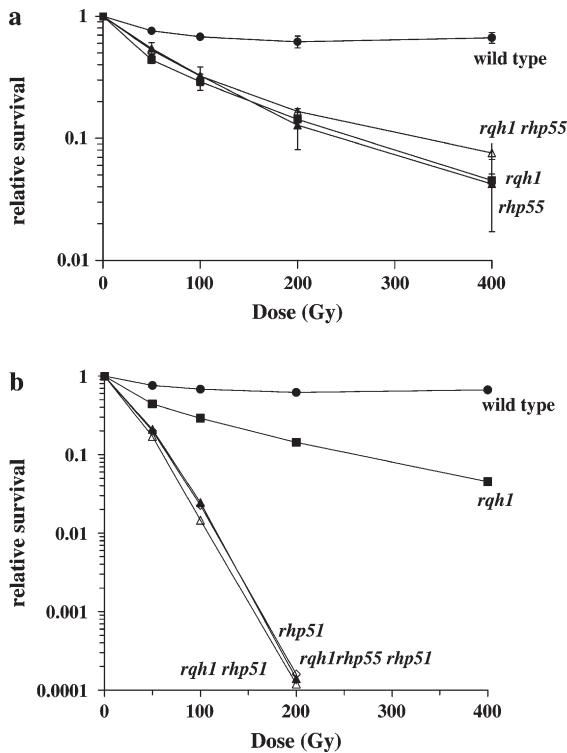 a
1
0.1
0.01
relative survival
wild type
rqh1 rhp55
rqh1
rhp55
0 100 200 300 400
Dose (Gy)
b
1
0.1
0.01
0.001
0.0001
relative survival
wild type
rqh1
rhp51
rqh1 rhp51
rqh1rhp55 rhp51
0 100 200 300 400
Dose (Gy)